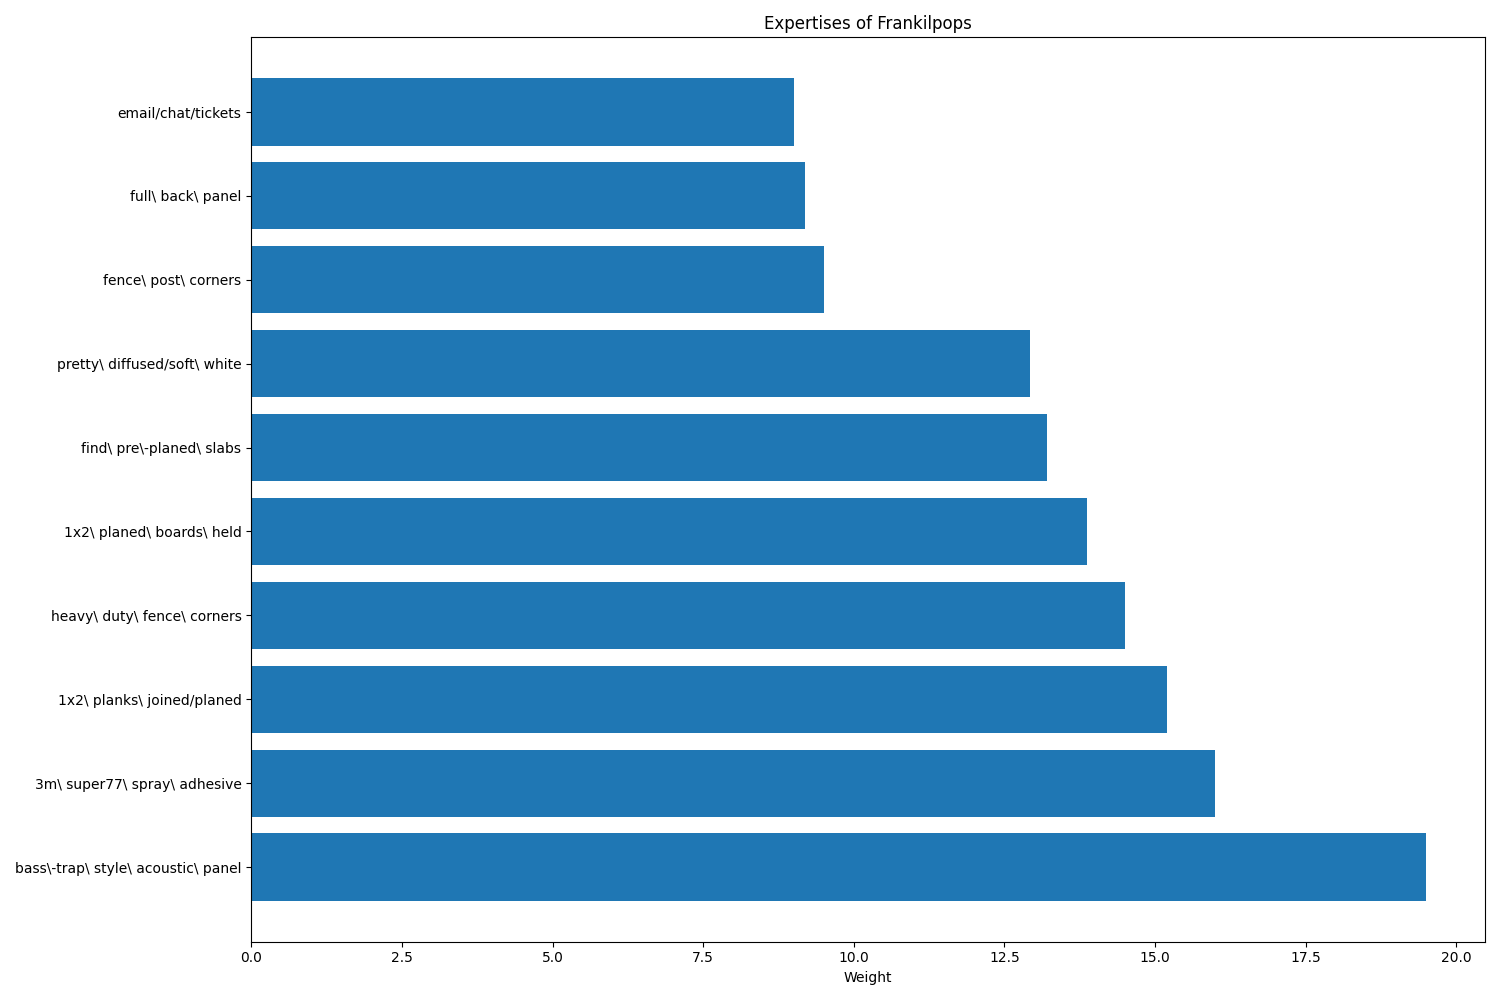 Expertises of Frankilpops
email/chat/tickets
full\ back\ panel
fence\ post\ corners
pretty\ diffused/soft\ white
find\ pre\-planed\ slabs
1x2\ planed\ boards\ held
heavy\ duty\ fence\ corners
1x2\ planks\ joined/planed
3m\ super77\ spray\ adhesive
bass\-trap\ style\ acoustic\ panel
0.0 2.5 5.0 7.5 10.0 12.5 15.0 17.5 20.0
Weight